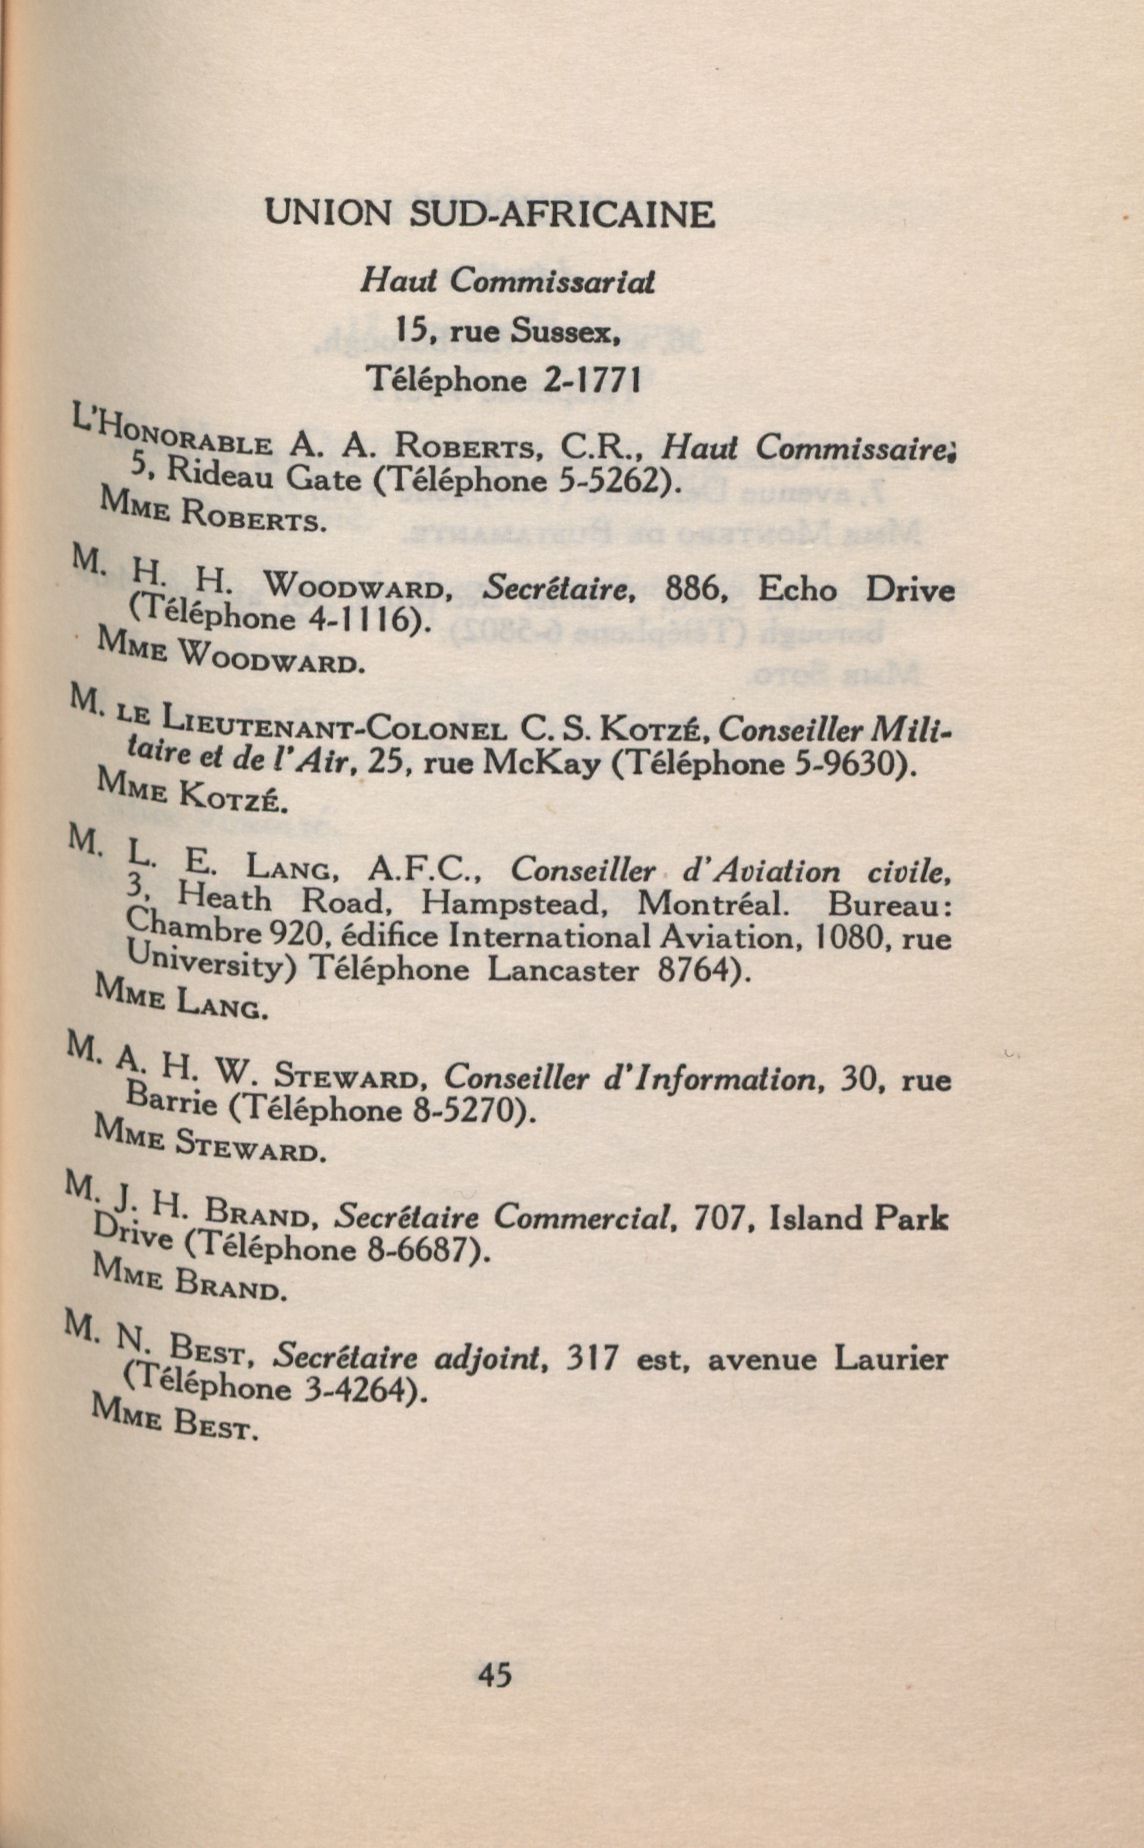 UNION SUD-AFRICAINE
Haut Commissariat
15, rue Sussex,
Téléphone 2-1771
L'HONORABLE A. A. ROBERTS, C.R., Haut Commissaire;
5, Rideau Gate (Téléphone 5-5262).
MME ROBERTS.
M. H. H. WOODWARD, Secrétaire, 886, Echo Drive
(Téléphone 4-1116).
MME WOODWARD.
M. LE LIEUTENANT-COLONEL C. S. KOTZÉ, Conseiller Mili-
taire et de l'Air, 25, rue McKay (Téléphone 5-9630).
MME KOTZÉ.
M. L. E. LANG, A.F.C., Conseiller d'Aviation civile,
3, Heath Road, Hampstead, Montréal. Bureau:
Chambre 920, édifice International Aviation, 1080, rue
University) Téléphone Lancaster 8764).
MME LANG.
M. A. H. W. STEWARD, Conseiller d'Information, 30, rue
Barrie (Téléphone 8-5270).
MME STEWARD.
M. J. H. BRAND, Secrétaire Commercial, 707, Island Park
Drive (Téléphone 8-6687).
MME BRAND.
M. N. BEST, Secrétaire adjoint, 317 est, avenue Laurier
(Téléphone 3-4264).
MME BEST.
45